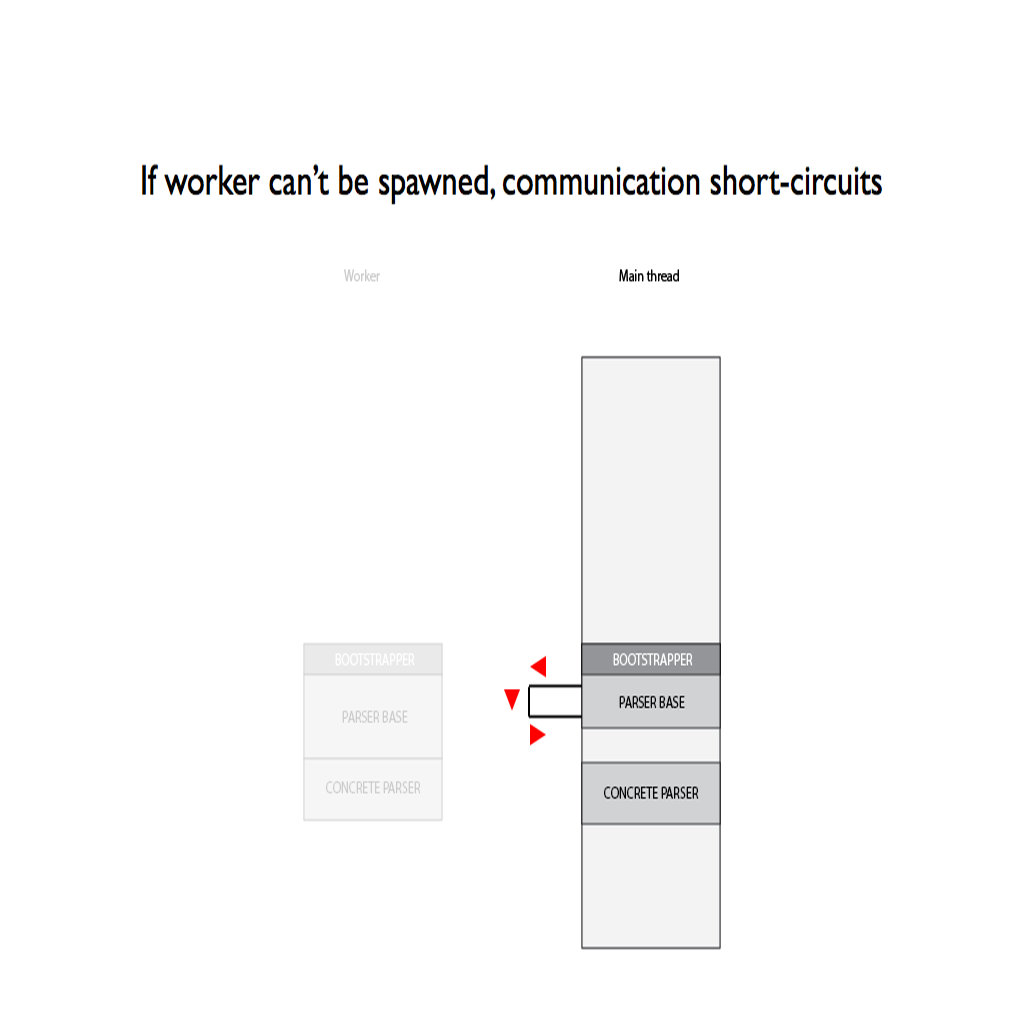 If worker can't be spawned, communication short-circuits
Worker
Main thread
BOOTSTRAPPER
PARSER BASE
CONCRETE PARSER
BOOTSTRAPPER
PARSER BASE
CONCRETE PARSER